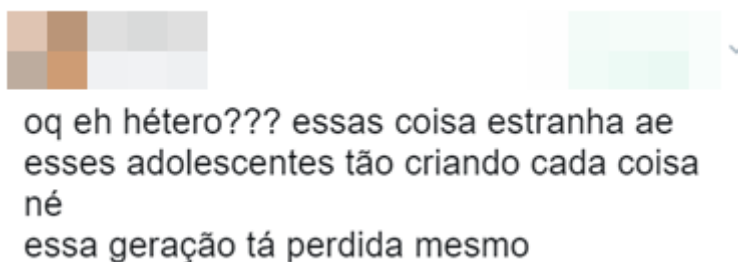 oq eh hétero??? essas coisa estranha ae
esses adolescentes tão criando cada coisa
né
essa geração tá perdida mesmo